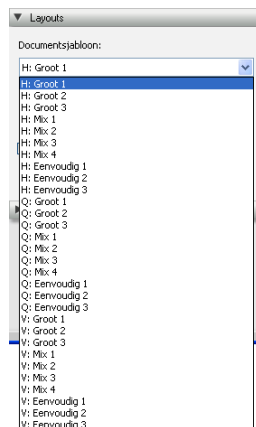 Layouts
Documentsjabloon:
H: Groot 1
H: Groot 1
H: Groot 2
H: Groot 3
H: Mix 1
H: Mix 2
H: Mix 3
H: Mix 4
H: Eenvoudig 1
H: Eenvoudig 2
H: Eenvoudig 3
Q: Groot 1
Q: Groot 2
Q: Groot 3
Q: Mix 1
Q: Mix 2
Q: Mix 3
Q: Mix 4
Q: Eenvoudig 1
Q: Eenvoudig 2
Q: Eenvoudig 3
V: Groot 1
V: Groot 2
V: Groot 3
V: Mix 1
V: Mix 2
V: Mix 3
V: Mix 4
V: Eenvoudig 1
V: Eenvoudig 2
V: Eenvoudig 3